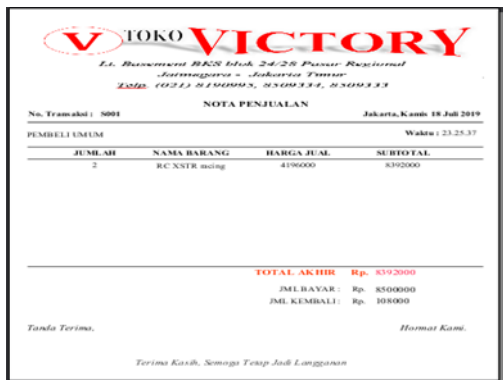 V TOKO VICTORY
Lt. Basement BKS blok 24/28 Pasar Regional
Jatinagara - Jakarta Timur
Telp. (021) 8190995, 8509334, 8509333
NOTA PENJUALAN
No. Transaksi : S001 Jakarta, Kamis 18 Juli 2019
PEMBELI UMUM Waktu : 23.25.37
JUMLAH NAMA BARANG HARGA JUAL SUBTOTAL
2 RC XSTR racing 4196000 8392000
TOTAL AKHIR Rp. 8392000
JML BAYAR : Rp. 8500000
JML KEMBALI : Rp. 108000
Tanda Terima, Hormat Kami,
Terima Kasih, Semoga Tetap Jadi Langganan